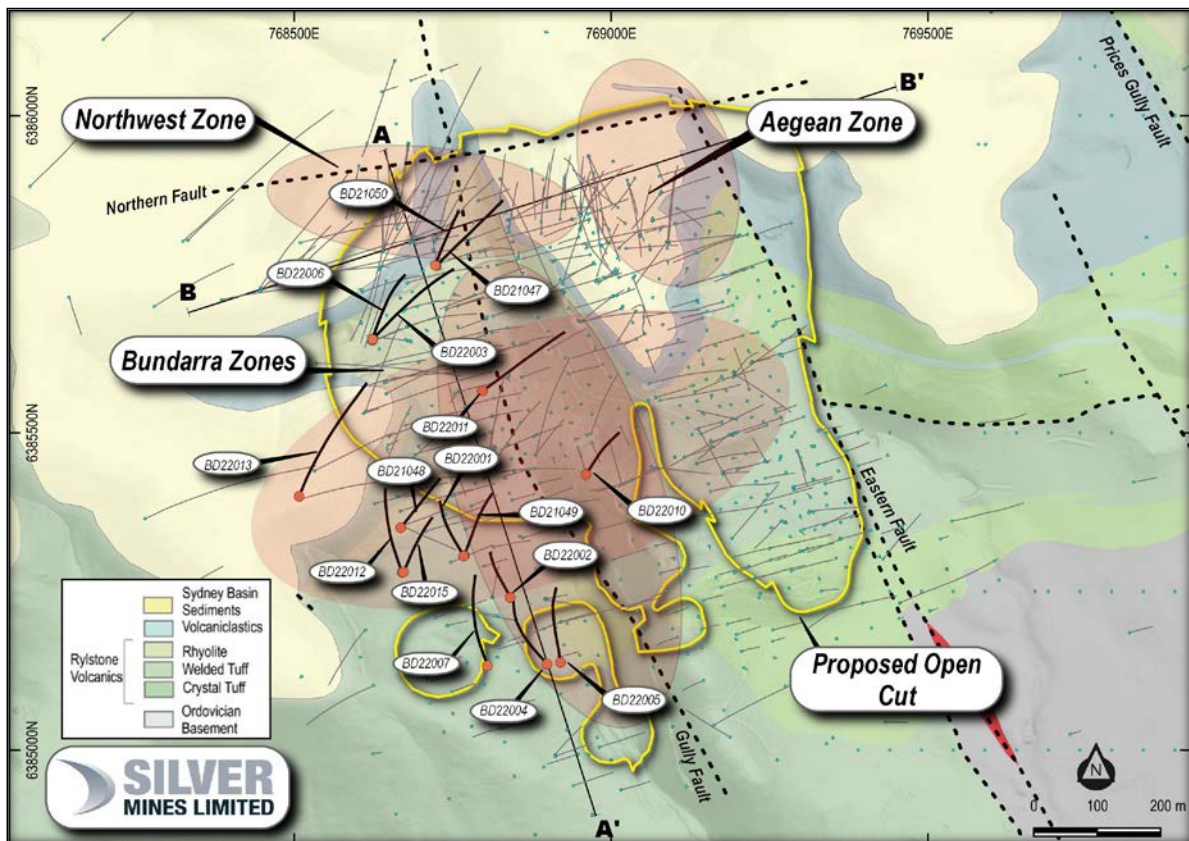 768500E
769000E
769500E
6386000N
6385500N
6385000N
Northwest Zone
Aegean Zone
Prices Gully Fault
A
B'
Northern Fault
BD21050
BD22006
B
BD21047
BD22003
Bundarra Zones
BD22011
BD22001
BD21048
BD22013
BD21049
BD22010
BD22002
BD22012
BD22015
Eastern Fault
BD22007
BD22004
BD22005
Gully Fault
Proposed Open
Cut
A'
Sydney Basin
Sediments
Volcaniclastics
Rylstone
Volcanics
Rhyolite
Welded Tuff
Crystal Tuff
Ordovician
Basement
SILVER
MINES LIMITED
N
0 100 200 m